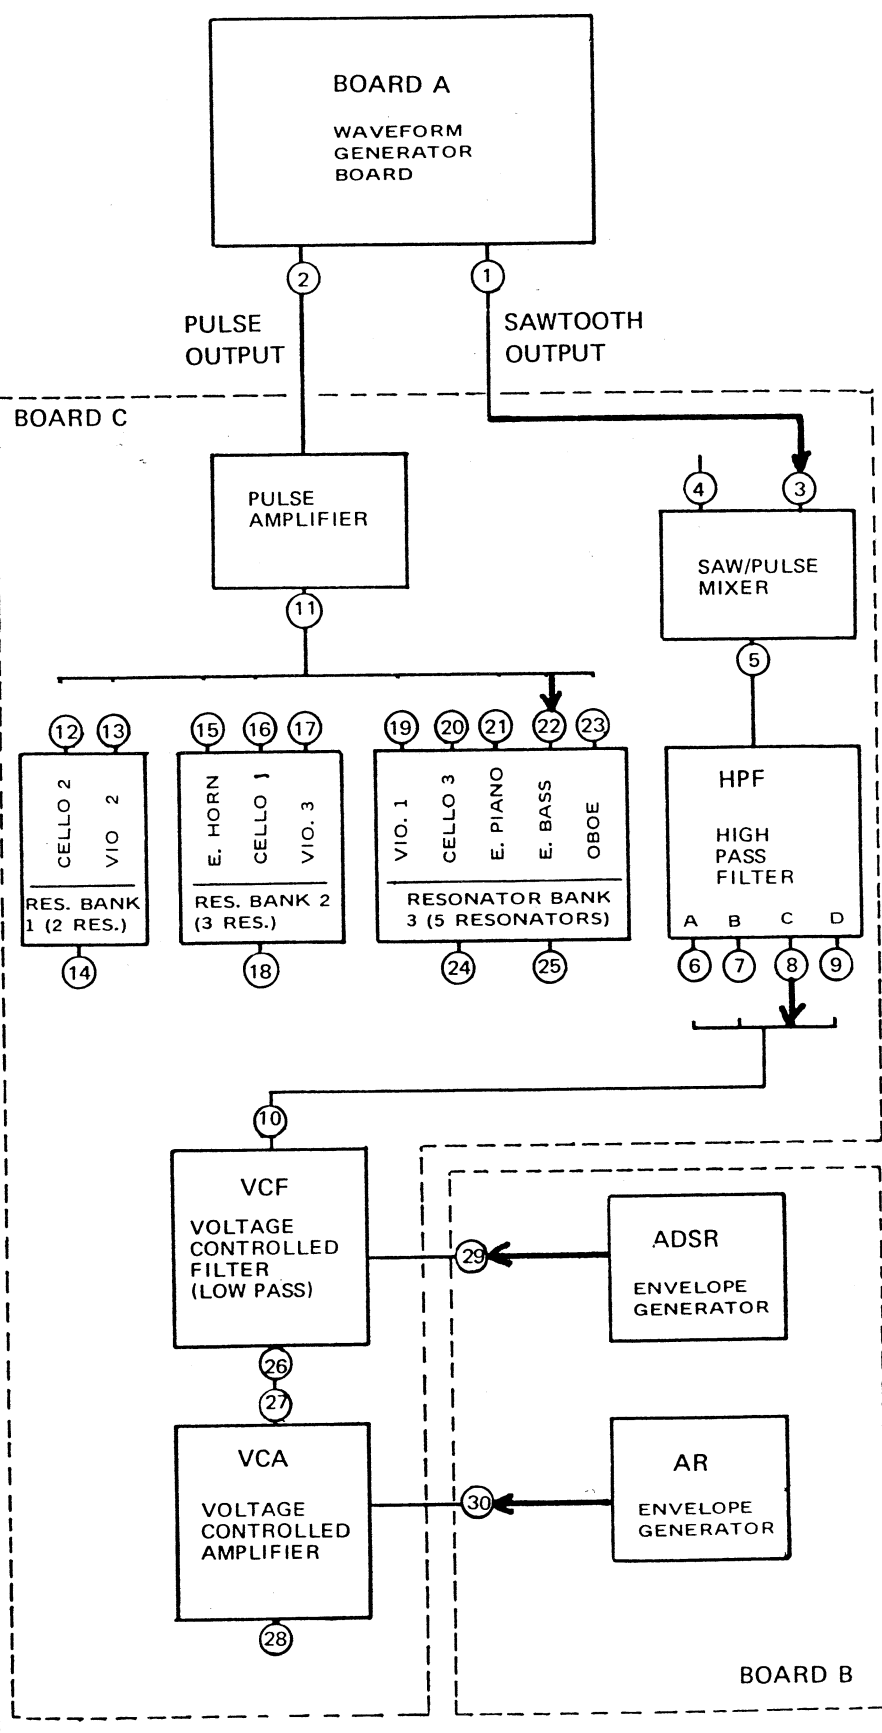 BOARD A
WAVEFORM
GENERATOR
BOARD
2
1
PULSE
OUTPUT
SAWTOOTH
OUTPUT
BOARD C
PULSE
AMPLIFIER
4
3
SAW/PULSE
MIXER
11
5
12
13
15
16
17
19
20
21
22
23
CELLO 2
VIO 2
E. HORN
CELLO 1
VIO. 3
VIO. 1
CELLO 3
E. PIANO
E. BASS
OBOE
RES. BANK
1 (2 RES.)
RES. BANK 2
(3 RES.)
RESONATOR BANK
3 (5 RESONATORS)
14
18
24
25
HPF
HIGH
PASS
FILTER
A B C D
6
7
8
9
10
VCF
VOLTAGE
CONTROLLED
FILTER
(LOW PASS)
29
ADSR
ENVELOPE
GENERATOR
26
27
VCA
VOLTAGE
CONTROLLED
AMPLIFIER
30
AR
ENVELOPE
GENERATOR
28
BOARD B